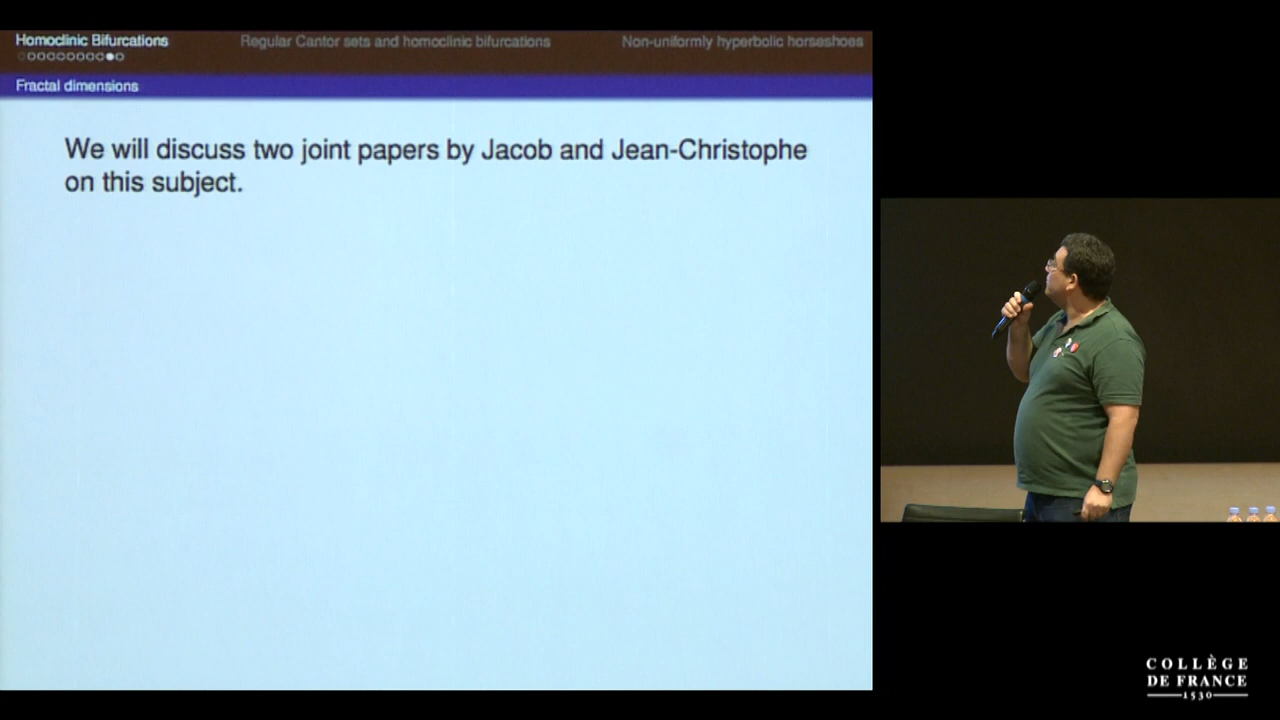 Homoclinic Bifurcations
Regular Cantor sets and homoclinic bifurcations
Non-uniformly hyperbolic horseshoes
Fractal dimensions
We will discuss two joint papers by Jacob and Jean-Christophe
on this subject.
COLLÈGE
DE FRANCE
1530